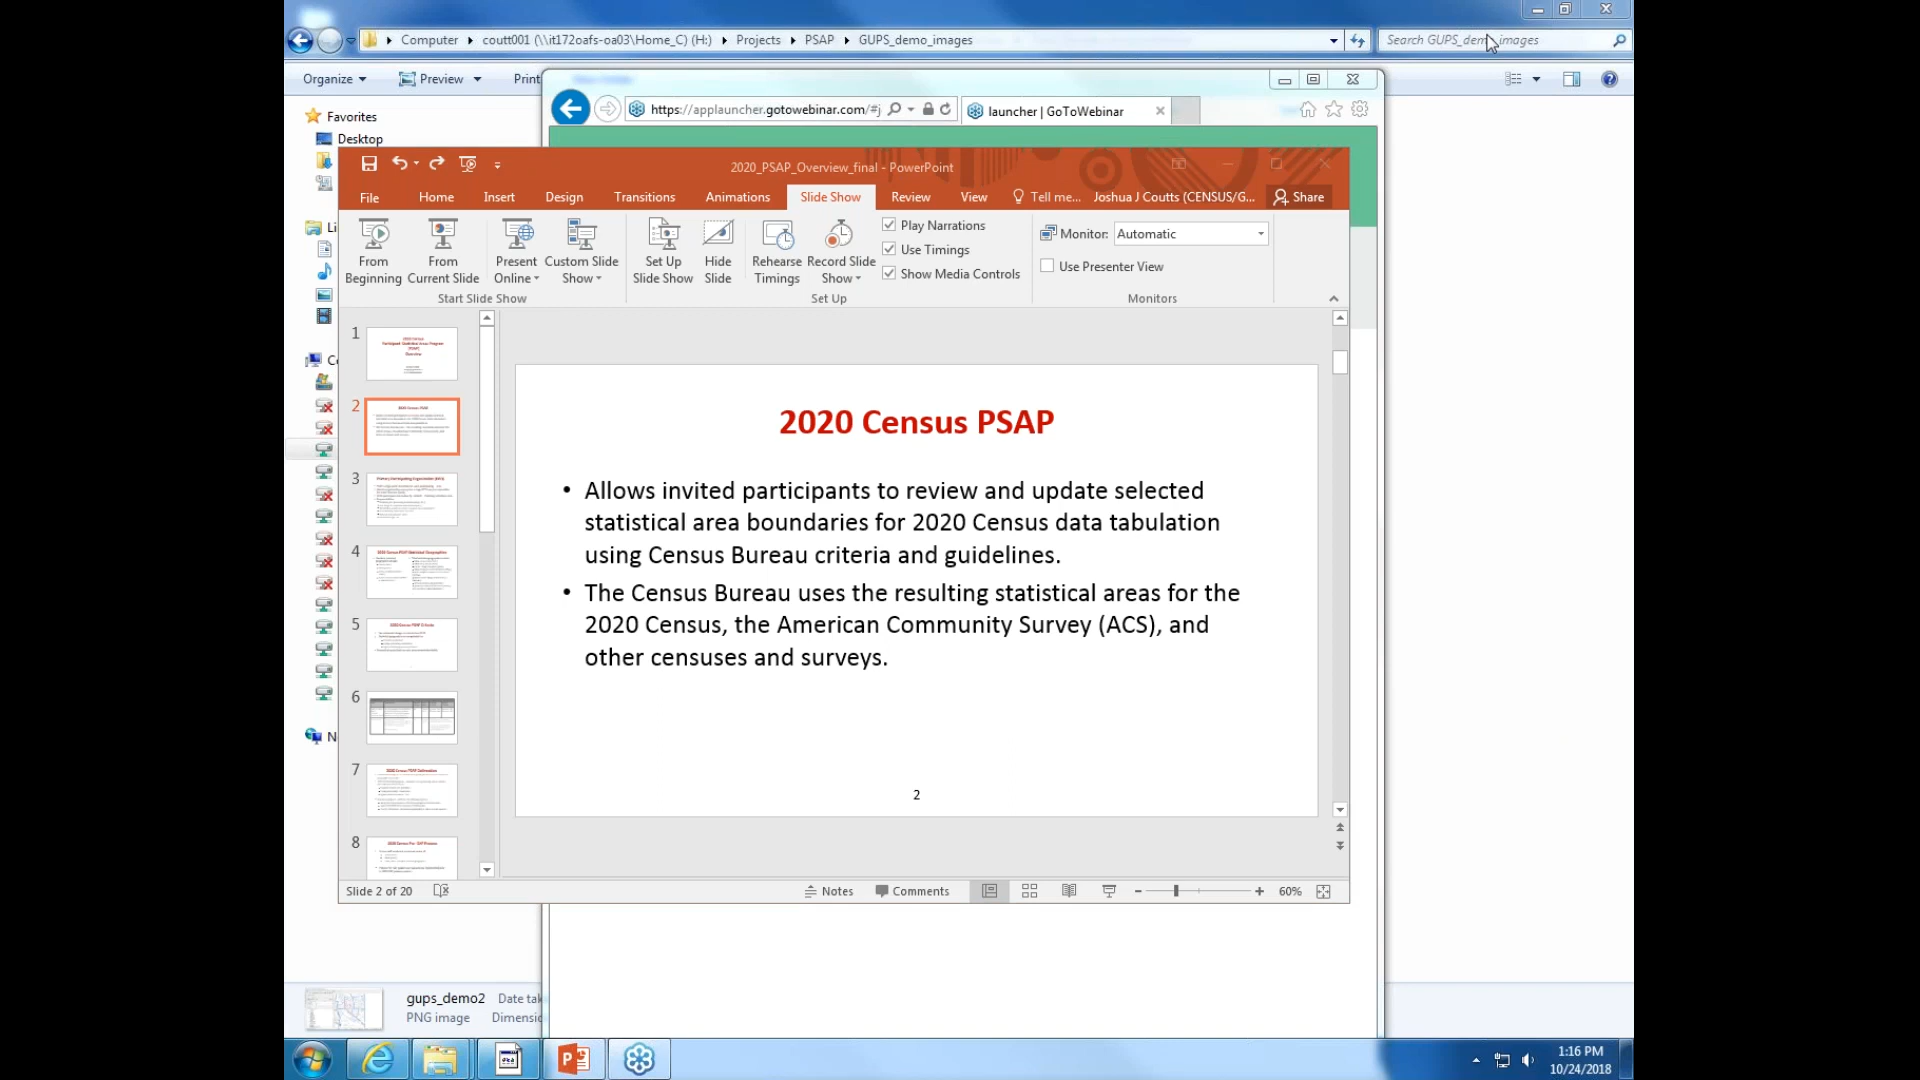 Computer coutt001 (\\it172oafs-oa03\Home_C) (H:) Projects PSAP GUPS_demo_images
Search GUPS_demo_images
Organize Preview Print
https://applauncher.gotowebinar.com/#j
launcher | GoToWebinar
Favorites
Desktop
2020_PSAP_Overview_final - PowerPoint
File Home Insert Design Transitions Animations Slide Show Review View Tell me... Joshua J Coutts (CENSUS/G... Share
From Beginning
From Current Slide
Present Online
Custom Slide Show
Set Up Slide Show
Hide Slide
Rehearse Timings
Record Slide Show
Play Narrations
Use Timings
Show Media Controls
Monitor: Automatic
Use Presenter View
Start Slide Show
Set Up
Monitors
1
2
3
4
5
6
7
8
2020 Census PSAP
• Allows invited participants to review and update selected
statistical area boundaries for 2020 Census data tabulation
using Census Bureau criteria and guidelines.
• The Census Bureau uses the resulting statistical areas for the
2020 Census, the American Community Survey (ACS), and
other censuses and surveys.
2
Slide 2 of 20
Notes Comments 60%
gups_demo2 Date tak
PNG image Dimensio
1:16 PM
10/24/2018